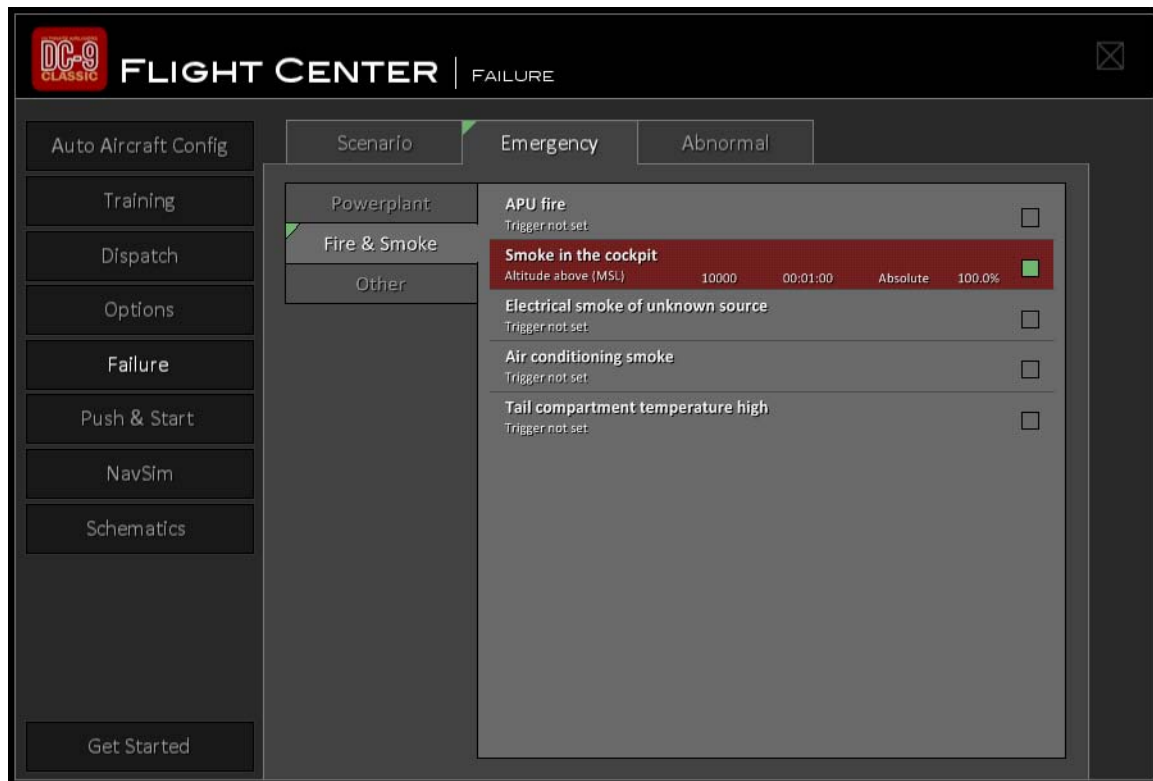 DC-9
CLASSIC
FLIGHT CENTER | FAILURE
Auto Aircraft Config
Training
Dispatch
Options
Failure
Push & Start
NavSim
Schematics
Get Started
Scenario
Emergency
Abnormal
Powerplant
Fire & Smoke
Other
APU fire
Trigger not set
Smoke in the cockpit
Altitude above (MSL) 10000 00:01:00 Absolute 100.0%
Electrical smoke of unknown source
Trigger not set
Air conditioning smoke
Trigger not set
Tail compartment temperature high
Trigger not set